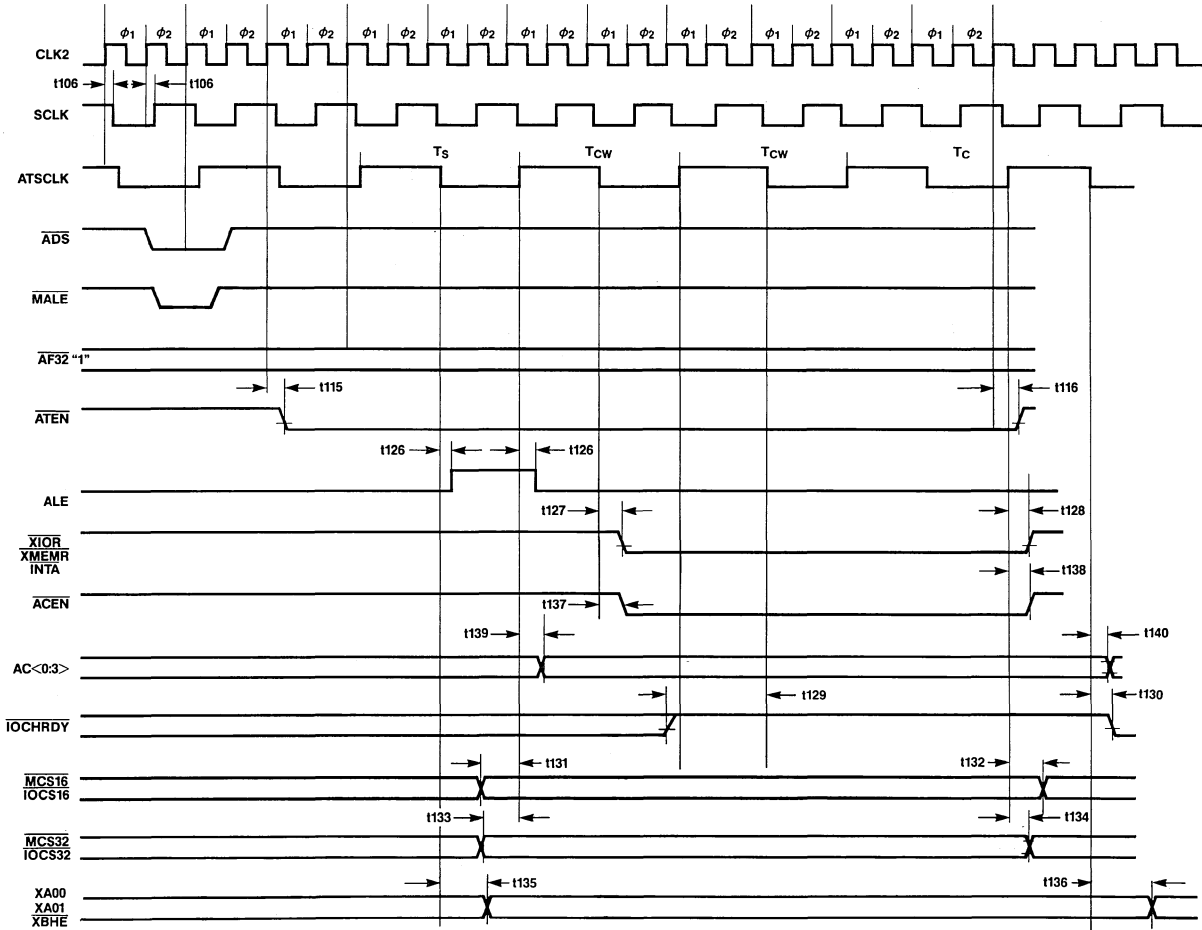 ϕ1 ϕ2 ϕ1 ϕ2 ϕ1 ϕ2 ϕ1 ϕ2 ϕ1 ϕ2 ϕ1 ϕ2 ϕ1 ϕ2 ϕ1 ϕ2 ϕ1 ϕ2 ϕ1 ϕ2 ϕ1 ϕ2
CLK2
t106 t106
SCLK
TS TCW TCW TC
ATSCLK
ADS
MALE
AF32 "1"
t115 t116
ATEN
t126 t126
ALE
t127 t128
XIOR
XMEMR
INTA
t138
t137
ACEN
t139 t140
AC<0:3>
t129 t130
IOCHRDY
t131 t132
MCS16
IOCS16
t133 t134
MCS32
IOCS32
t135 t136
XA00
XA01
XBHE